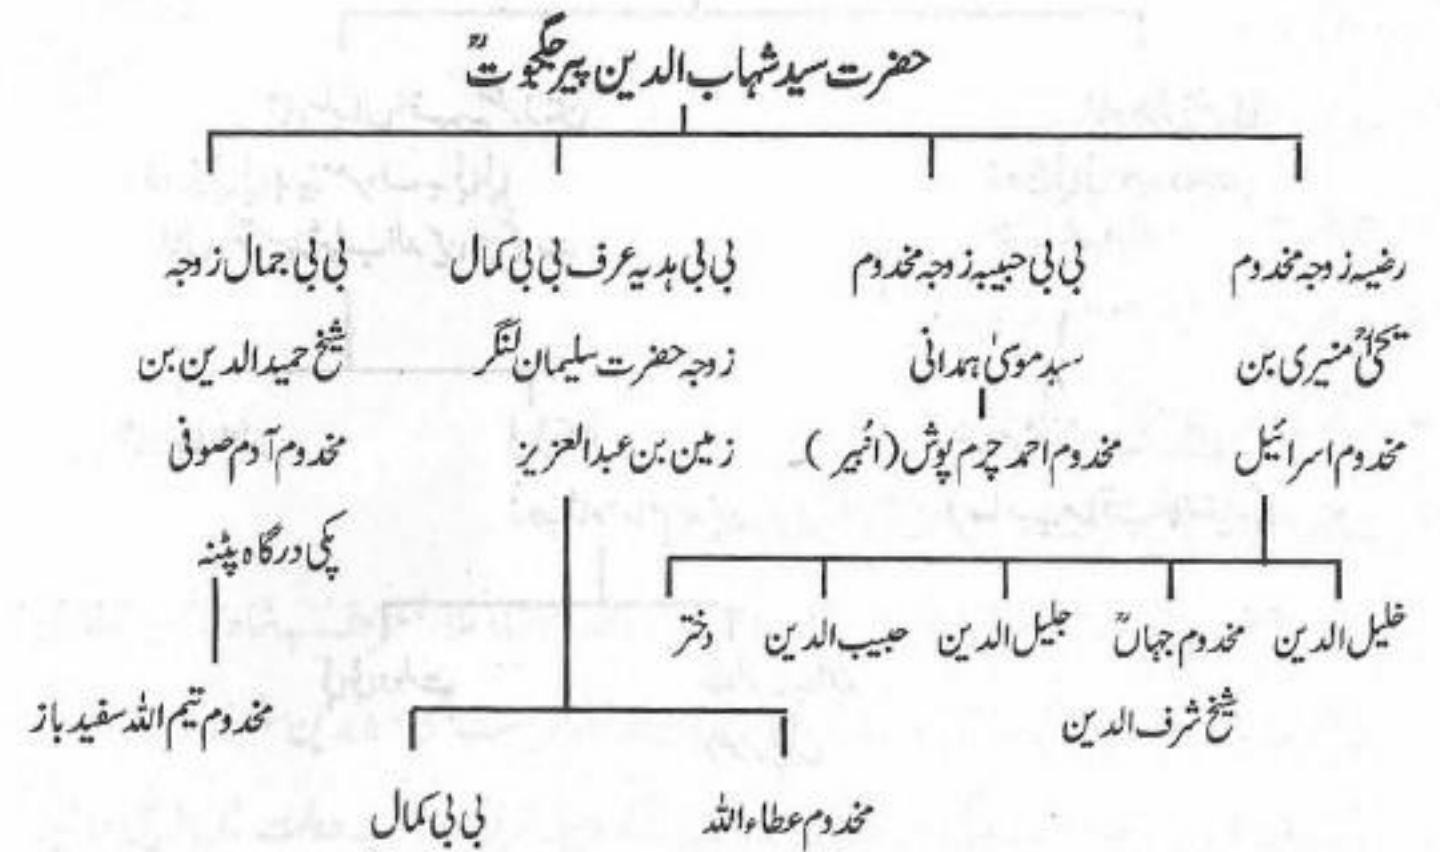 حضرت سید شہاب الدین پیر جگجوتؒ
رضیہ زوجہ مخدوم
یحییٰؒ منیری بن
مخدوم اسرائیل
بی بی حبیبہ زوجہ مخدوم
سید موسیٰ ہمدانی
مخدوم احمد چرم پوش (انبیر)
بی بی ہدیہ عرف بی بی کمال
زوجہ حضرت سلیمان لنگر
زمین بن عبدالعزیز
بی بی جمال زوجہ
شیخ حمید الدین بن
مخدوم آدم صوفی
پکی درگاہ پٹنہ
خلیل الدین
مخدوم جہاںؒ
شیخ شرف الدین
جلیل الدین
حبیب الدین
دختر
مخدوم عطاء اللہ
بی بی کمال
مخدوم تیم اللہ سفید باز